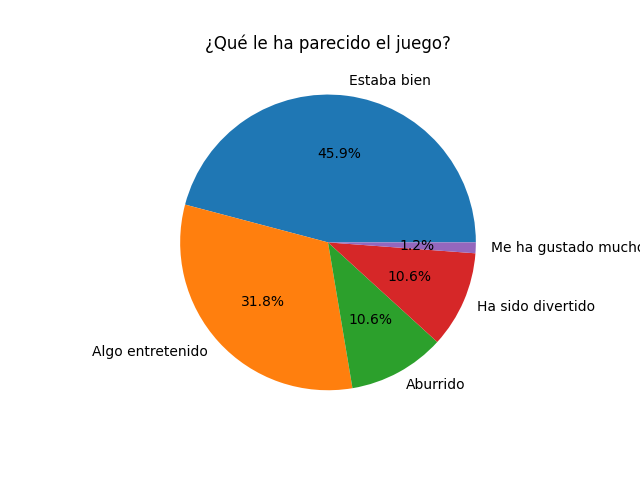 ¿Qué le ha parecido el juego?
Estaba bien
45.9%
1.2%
Me ha gustado mucho
10.6%
31.8%
Ha sido divertido
10.6%
Algo entretenido
Aburrido